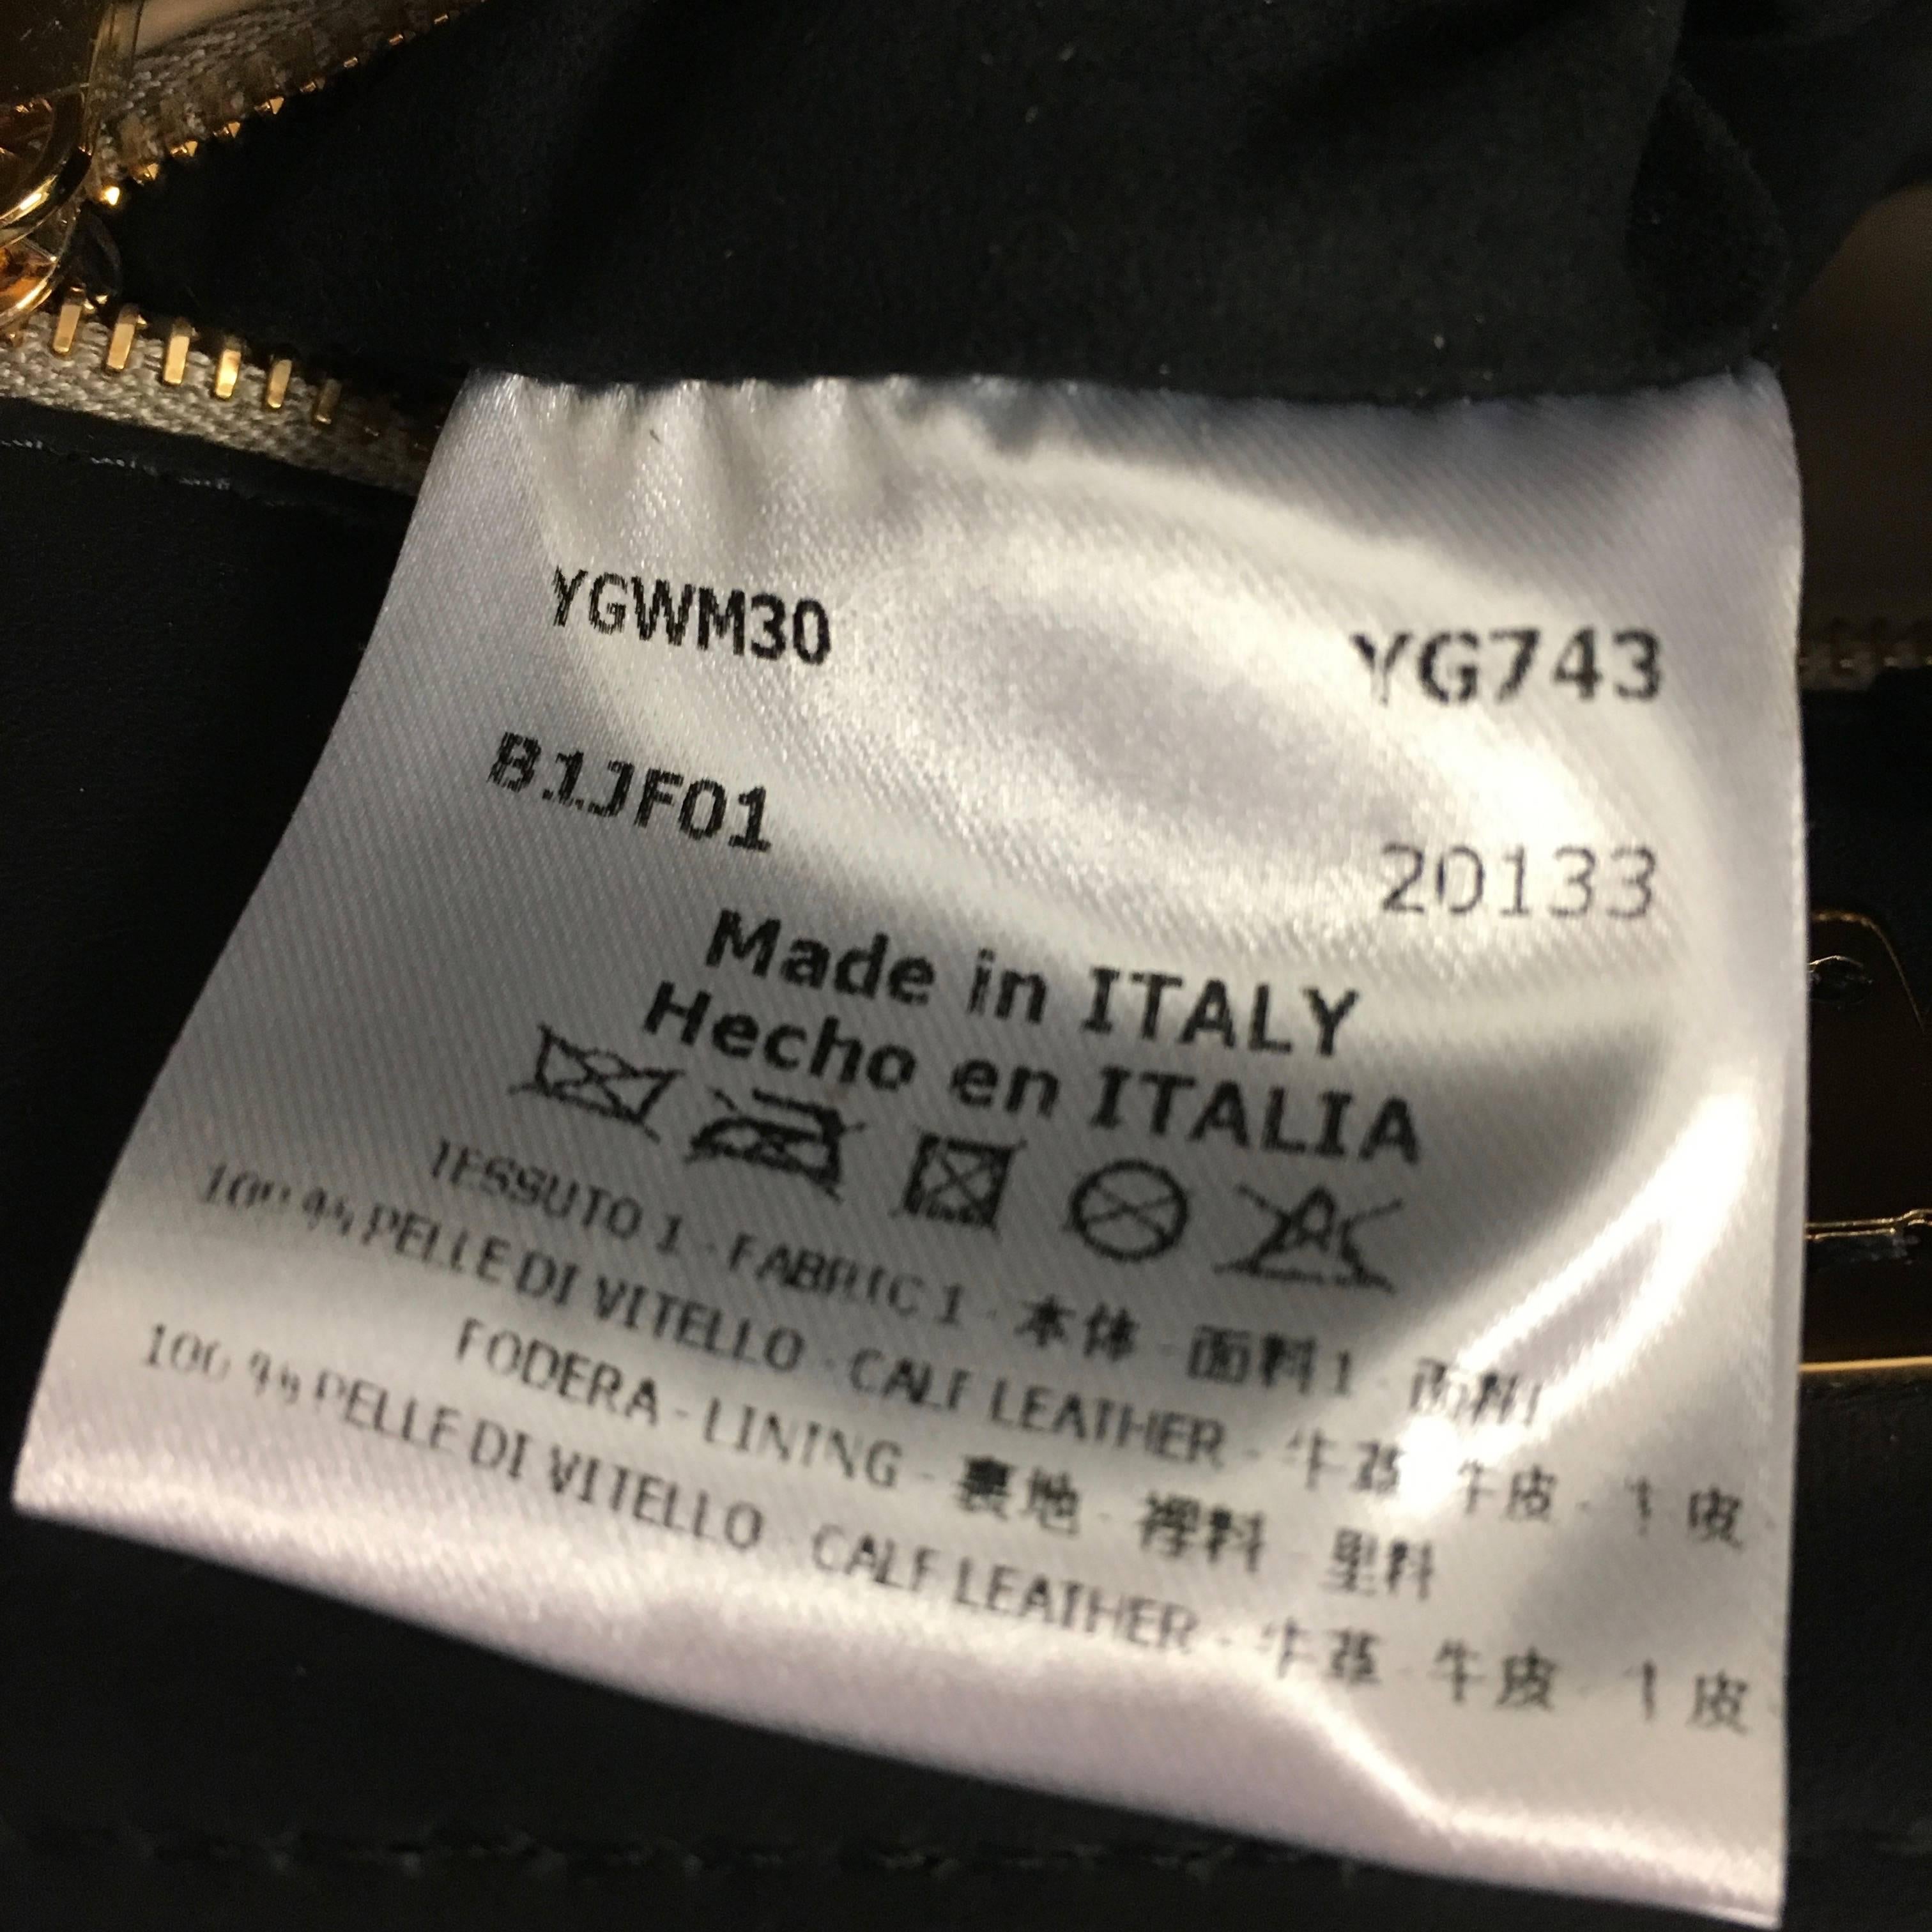 YGWM30 YG743
B1JF01 20133
Made in ITALY
Hecho en ITALIA
TESSUTO 1 - FABRIC 1 - 本体 - 面料1 - 面料1
100 % PELLE DI VITELLO - CALF LEATHER - 牛革 - 牛皮 - 牛皮
FODERA - LINING - 裏地 - 裡料 - 里料
100 % PELLE DI VITELLO - CALF LEATHER - 牛革 - 牛皮 - 牛皮